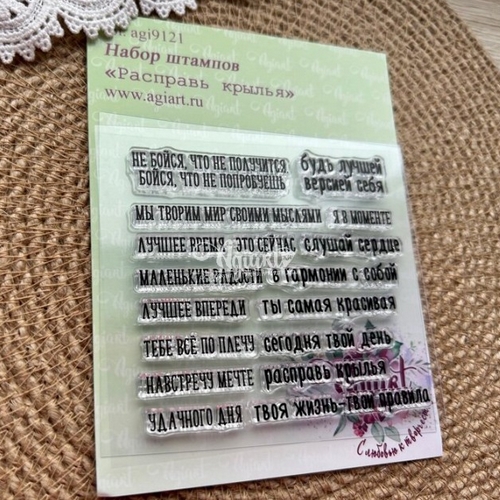 agi9121
Набор штампов
«Расправь крылья»
www.agiart.ru
НЕ БОЙСЯ, ЧТО НЕ ПОЛУЧИТСЯ
БОЙСЯ, ЧТО НЕ ПОПРОБУЕШЬ
будь лучшей
версией себя
МЫ ТВОРИМ МИР СВОИМИ МЫСЛЯМИ
Я В МОМЕНТЕ
ЛУЧШЕЕ ВРЕМЯ ЭТО СЕЙЧАС
слушай сердце
МАЛЕНЬКИЕ РАДОСТИ
в гармонии с собой
ЛУЧШЕЕ ВПЕРЕДИ
ты самая красивая
ТЕБЕ ВСЁ ПО ПЛЕЧУ
сегодня твой день
НАВСТРЕЧУ МЕЧТЕ
расправь крылья
УДАЧНОГО ДНЯ
твоя жизнь-твои правила
С любовью к